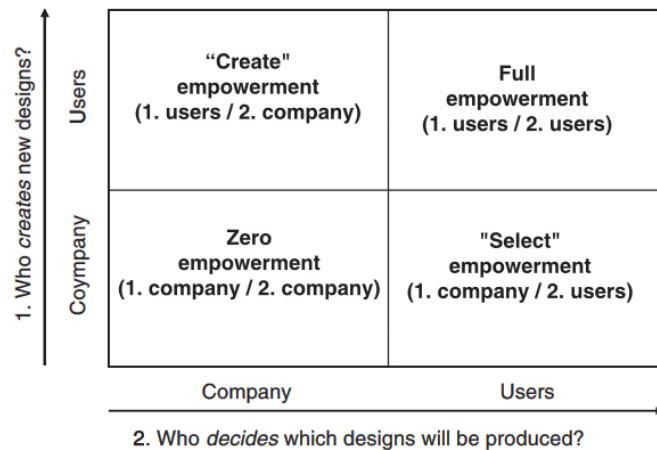 1. Who creates new designs?
Users
Coympany
“Create"
empowerment
(1. users / 2. company)
Full
empowerment
(1. users / 2. users)
Zero
empowerment
(1. company / 2. company)
"Select"
empowerment
(1. company / 2. users)
Company
Users
2. Who decides which designs will be produced?